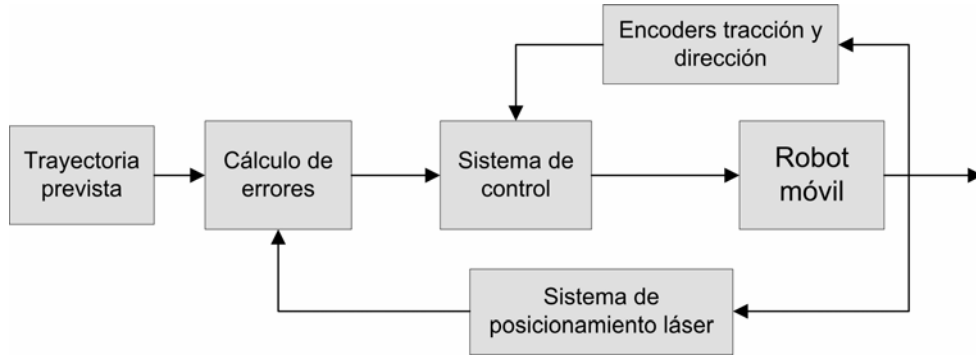 Encoders tracción y
dirección
Trayectoria
prevista
Cálculo de
errores
Sistema de
control
Robot
móvil
Sistema de
posicionamiento láser